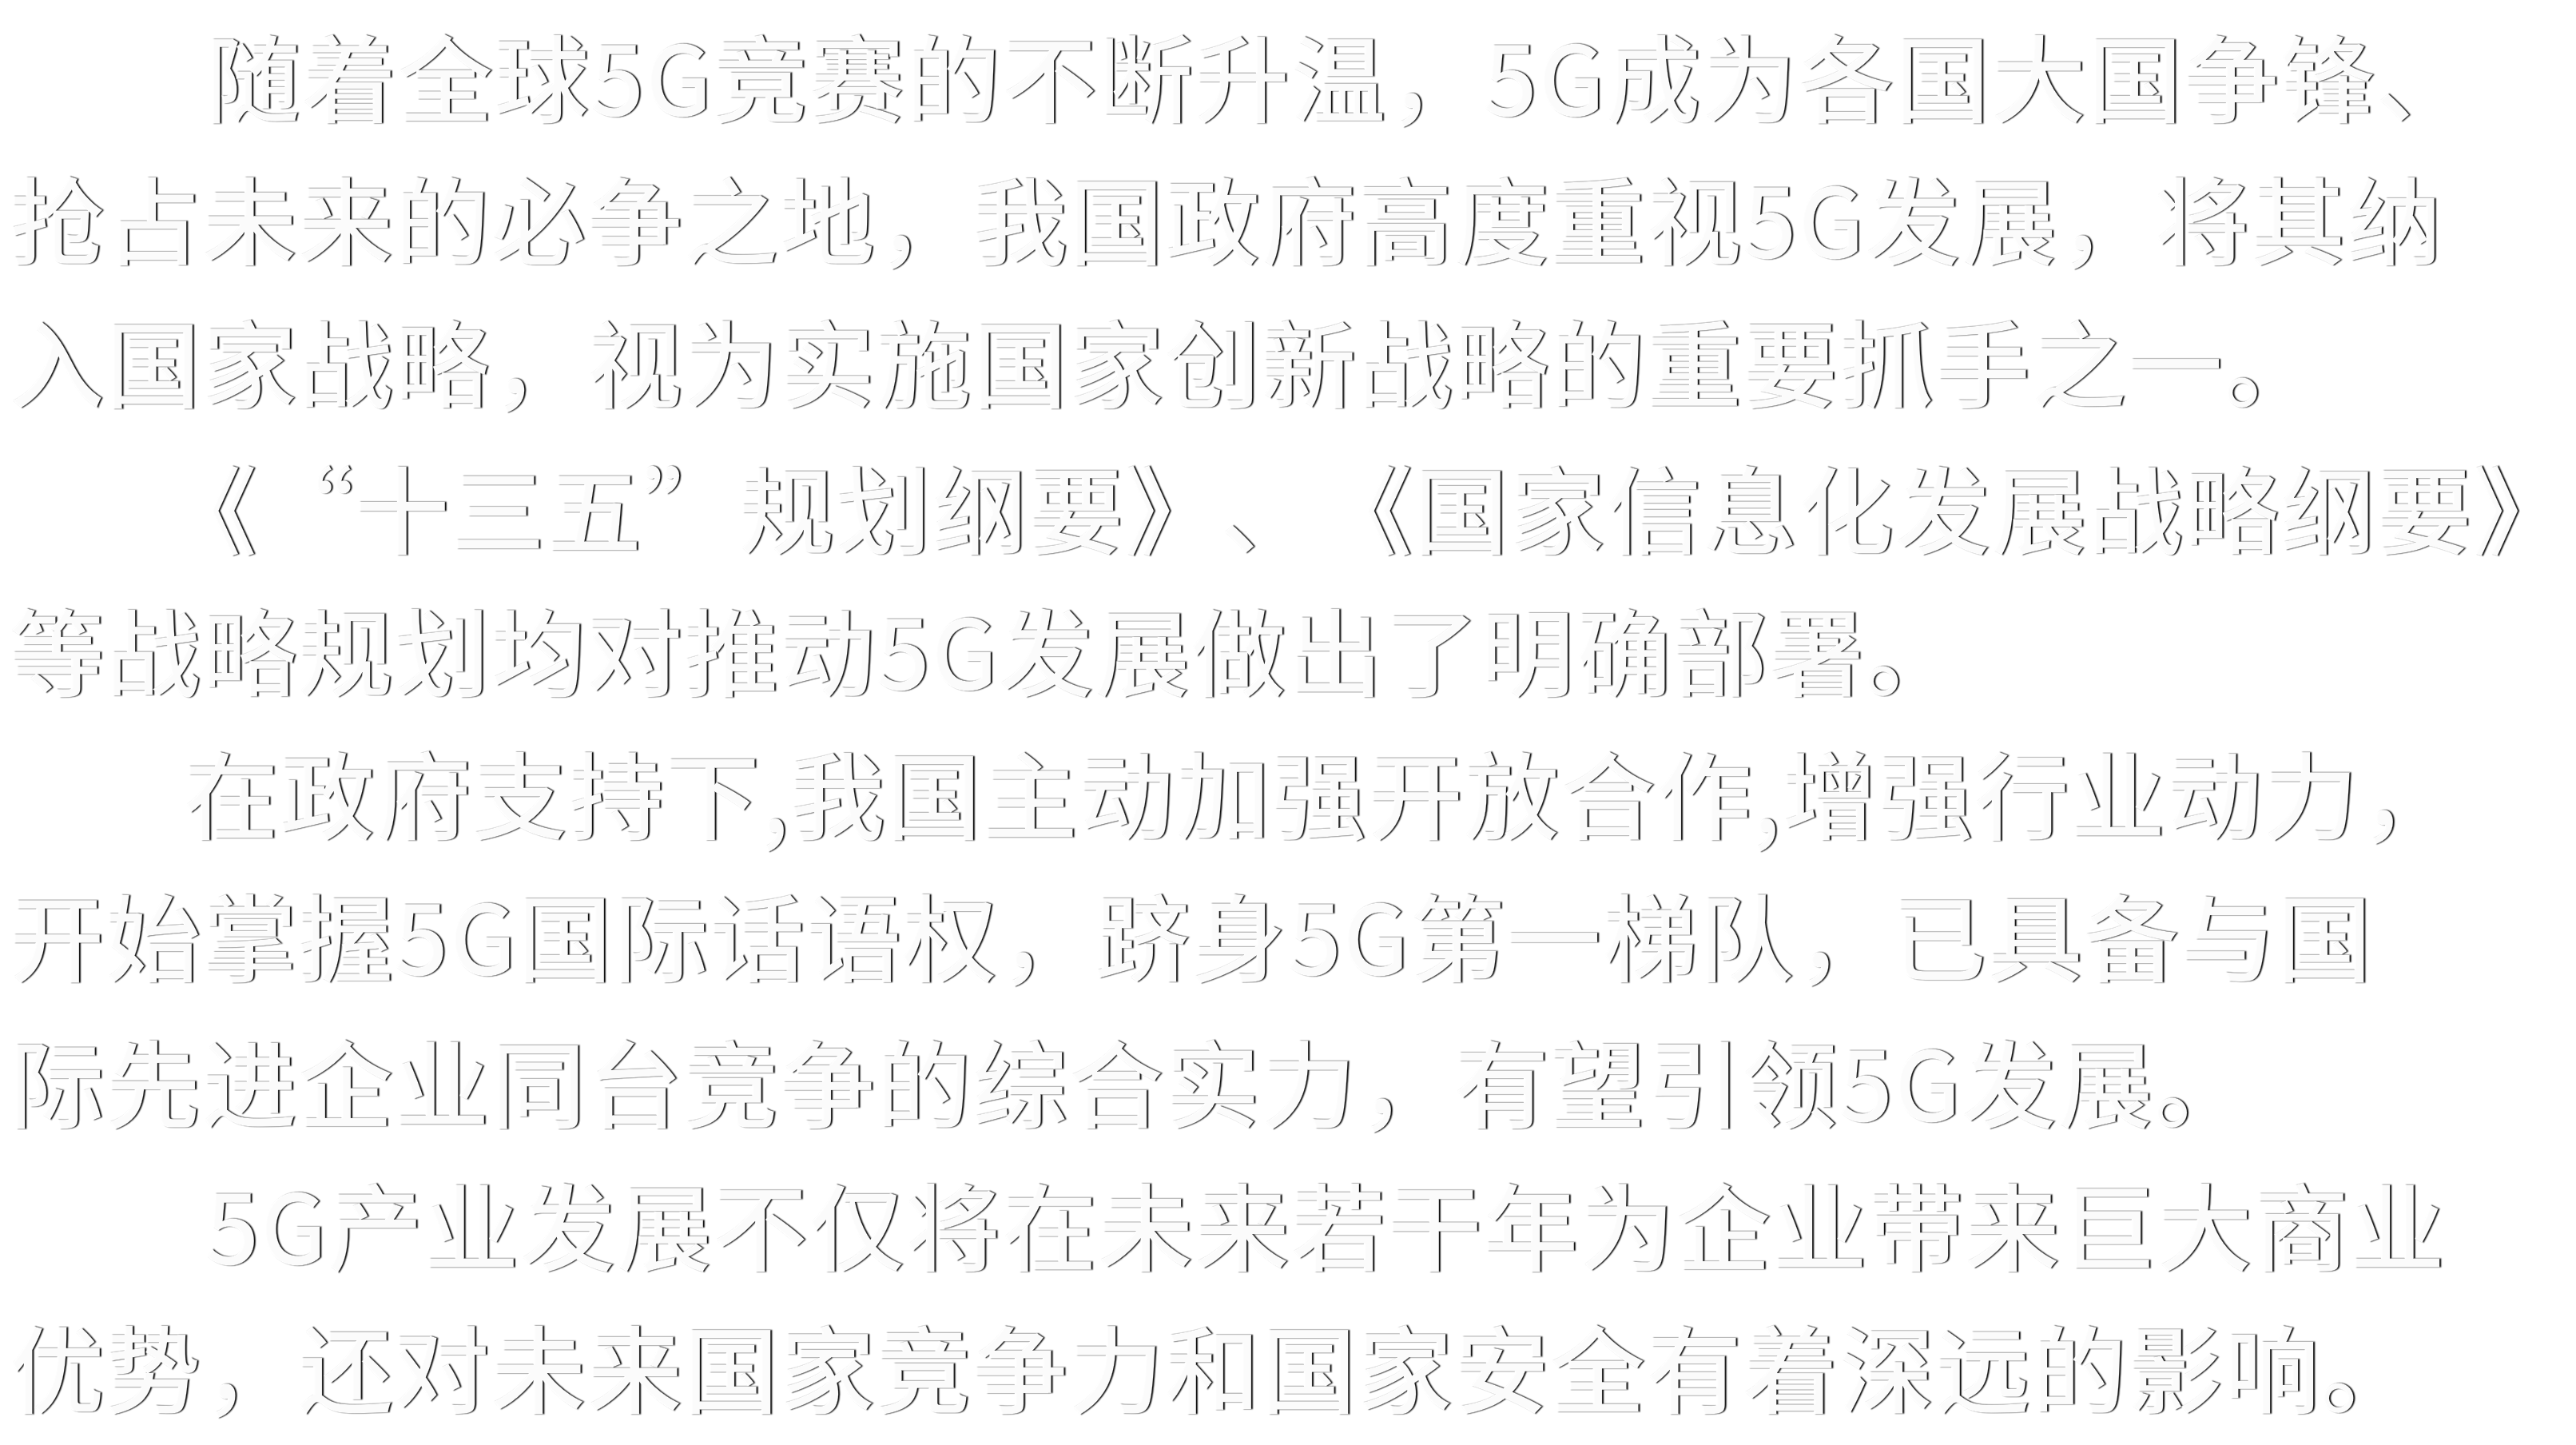 随着全球5G竞赛的不断升温，5G成为各国大国争锋、
抢占未来的必争之地，我国政府高度重视5G发展，将其纳
入国家战略，视为实施国家创新战略的重要抓手之一。
《“十三五”规划纲要》、《国家信息化发展战略纲要》
等战略规划均对推动5G发展做出了明确部署。
在政府支持下,我国主动加强开放合作,增强行业动力，
开始掌握5G国际话语权，跻身5G第一梯队，已具备与国
际先进企业同台竞争的综合实力，有望引领5G发展。
5G产业发展不仅将在未来若干年为企业带来巨大商业
优势，还对未来国家竞争力和国家安全有着深远的影响。